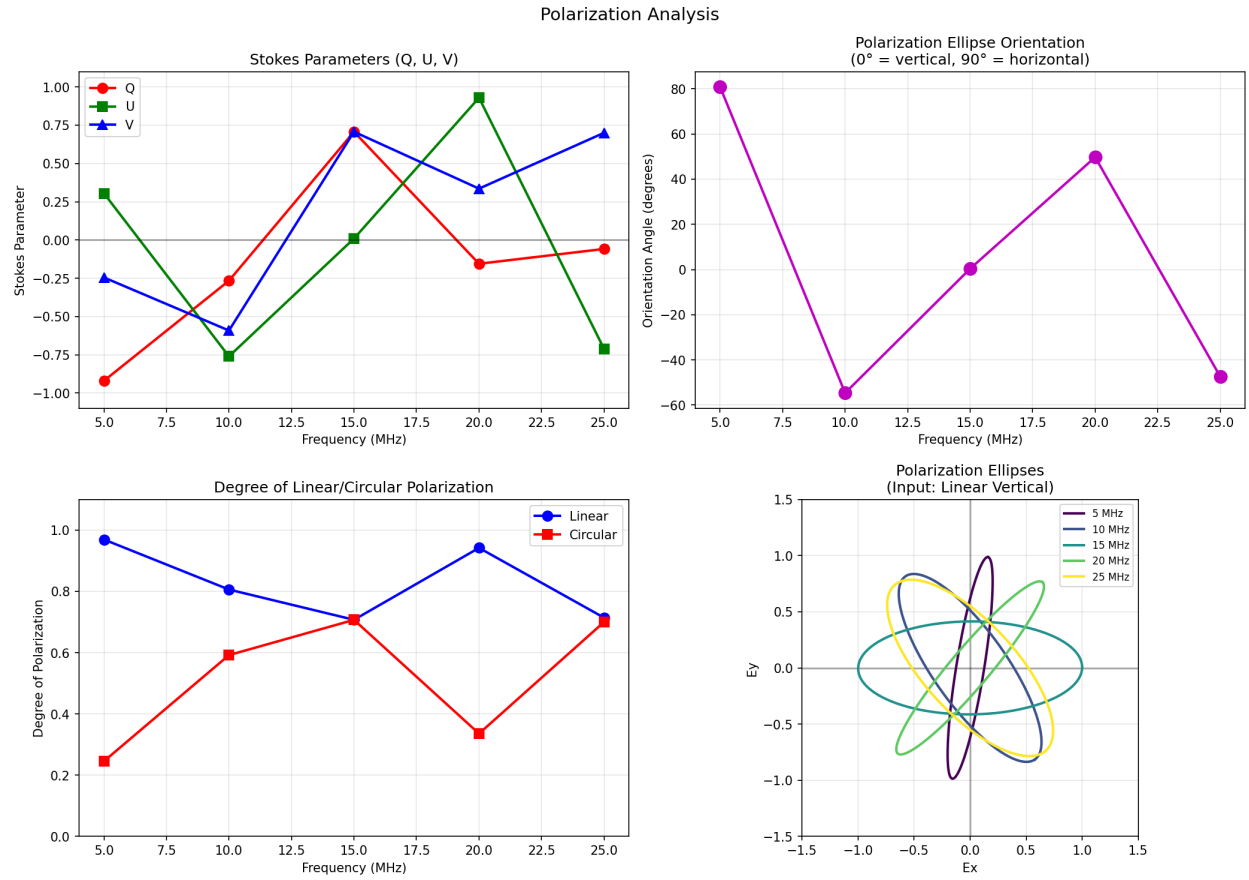 Polarization Analysis
Stokes Parameters (Q, U, V)
Q
U
V
1.00
0.75
0.50
0.25
0.00
−0.25
−0.50
−0.75
−1.00
Stokes Parameter
5.0 7.5 10.0 12.5 15.0 17.5 20.0 22.5 25.0
Frequency (MHz)
Polarization Ellipse Orientation
(0° = vertical, 90° = horizontal)
80
60
40
20
0
−20
−40
−60
Orientation Angle (degrees)
5.0 7.5 10.0 12.5 15.0 17.5 20.0 22.5 25.0
Frequency (MHz)
Degree of Linear/Circular Polarization
Linear
Circular
1.0
0.8
0.6
0.4
0.2
0.0
Degree of Polarization
5.0 7.5 10.0 12.5 15.0 17.5 20.0 22.5 25.0
Frequency (MHz)
Polarization Ellipses
(Input: Linear Vertical)
5 MHz
10 MHz
15 MHz
20 MHz
25 MHz
1.5
1.0
0.5
0.0
−0.5
−1.0
−1.5
Ey
−1.5 −1.0 −0.5 0.0 0.5 1.0 1.5
Ex